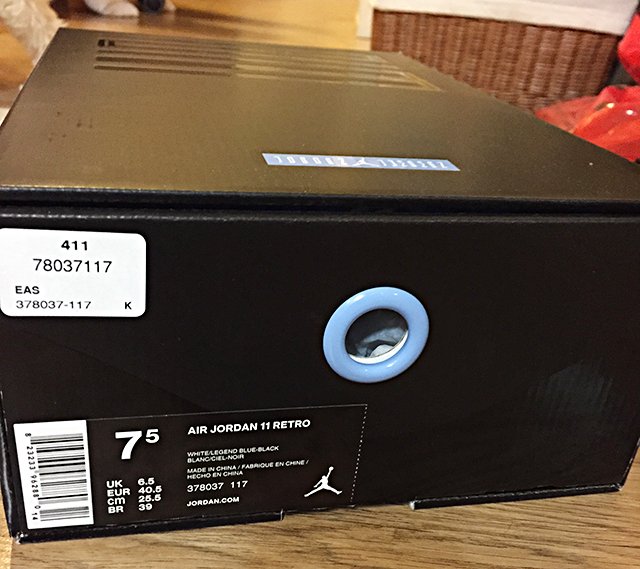 411
78037117
EAS
378037-117 K
7⁵
AIR JORDAN 11 RETRO
WHITE/LEGEND BLUE-BLACK
BLANC/CIEL-NOIR
MADE IN CHINA / FABRIQUE EN CHINE /
HECHO EN CHINA
378037 117
JORDAN.COM
UK 6.5
EUR 40.5
cm 25.5
BR 39